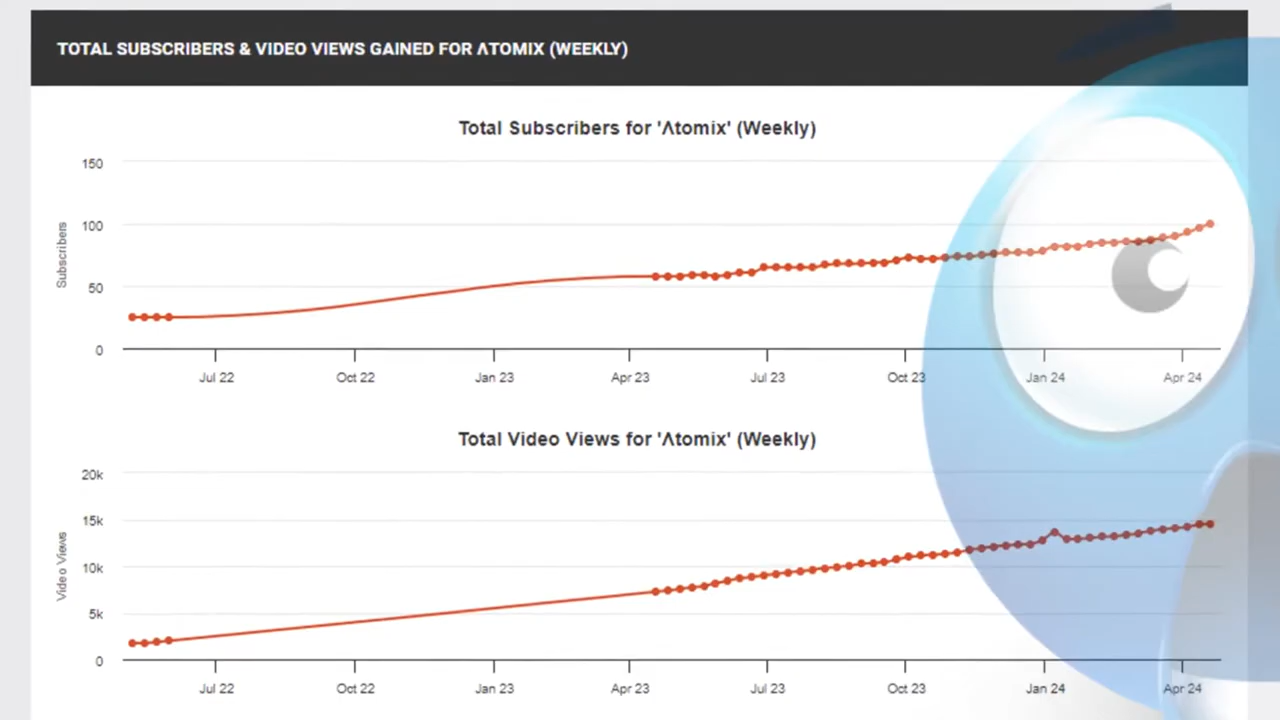 TOTAL SUBSCRIBERS & VIDEO VIEWS GAINED FOR ΛTOMIX (WEEKLY)
Total Subscribers for 'Λtomix' (Weekly)
150
100
50
0
Subscribers
Jul 22 Oct 22 Jan 23 Apr 23 Jul 23 Oct 23 Jan 24 Apr 24
Total Video Views for 'Λtomix' (Weekly)
20k
15k
10k
5k
0
Video Views
Jul 22 Oct 22 Jan 23 Apr 23 Jul 23 Oct 23 Jan 24 Apr 24